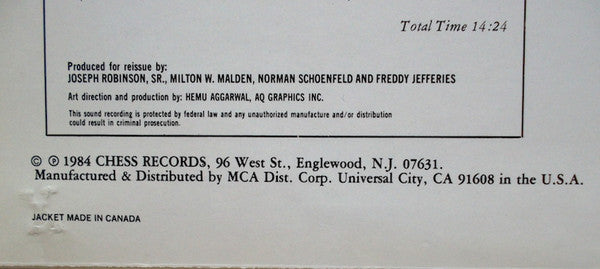 Total Time 14:24
Produced for reissue by:
JOSEPH ROBINSON, SR., MILTON W. MALDEN, NORMAN SCHOENFELD AND FREDDY JEFFERIES
Art direction and production by: HEMU AGGARWAL, AQ GRAPHICS INC.
This sound recording is protected by federal law and any unauthorized manufacture and/or distribution
could result in criminal prosecution.
© ℗ 1984 CHESS RECORDS, 96 West St., Englewood, N.J. 07631.
Manufactured & Distributed by MCA Dist. Corp. Universal City, CA 91608 in the U.S.A.
JACKET MADE IN CANADA